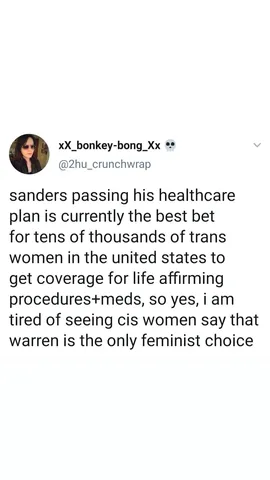 xX_bonkey-bong_Xx 💀
@2hu_crunchwrap
sanders passing his healthcare
plan is currently the best bet
for tens of thousands of trans
women in the united states to
get coverage for life affirming
procedures+meds, so yes, i am
tired of seeing cis women say that
warren is the only feminist choice